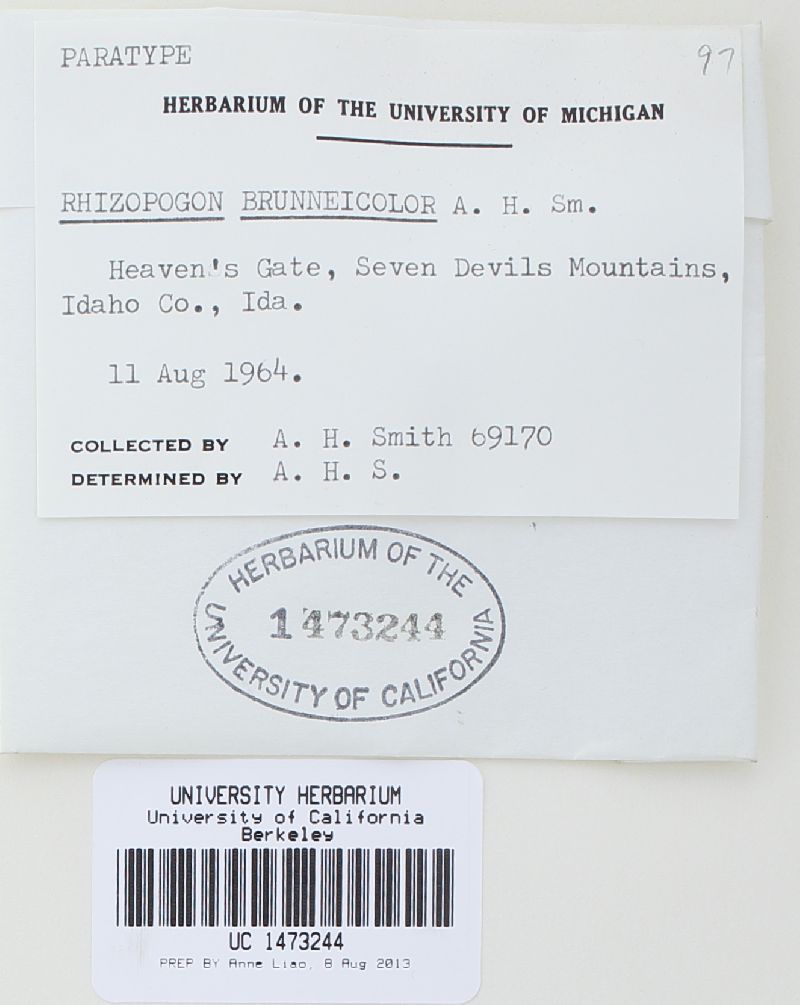 PARATYPE 97
HERBARIUM OF THE UNIVERSITY OF MICHIGAN
RHIZOPOGON BRUNNEICOLOR A. H. Sm.
Heaven's Gate, Seven Devils Mountains,
Idaho Co., Ida.
11 Aug 1964.
COLLECTED BY A. H. Smith 69170
DETERMINED BY A. H. S.
HERBARIUM OF THE
1473244
UNIVERSITY OF CALIFORNIA
UNIVERSITY HERBARIUM
University of California
Berkeley
UC 1473244
PREP BY Anne Liao, 8 Aug 2013